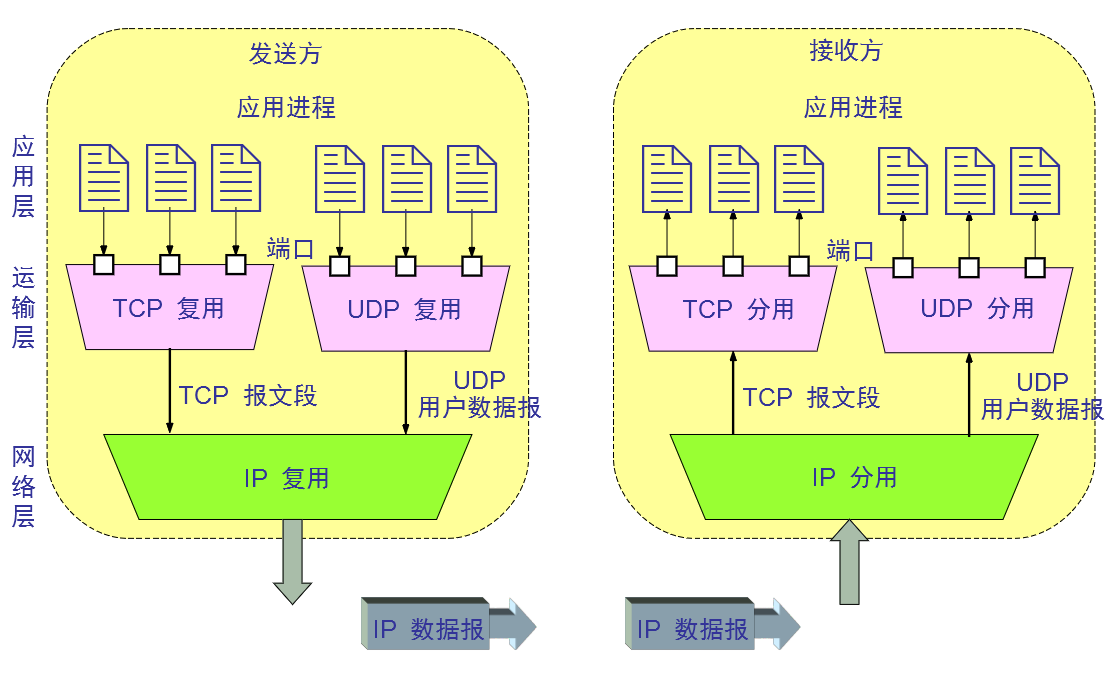 发送方
接收方
应用进程
应用进程
应用层
端口
端口
运输层
TCP 复用
UDP 复用
TCP 分用
UDP 分用
TCP 报文段
UDP
用户数据报
TCP 报文段
UDP
用户数据报
网络层
IP 复用
IP 分用
IP 数据报
IP 数据报